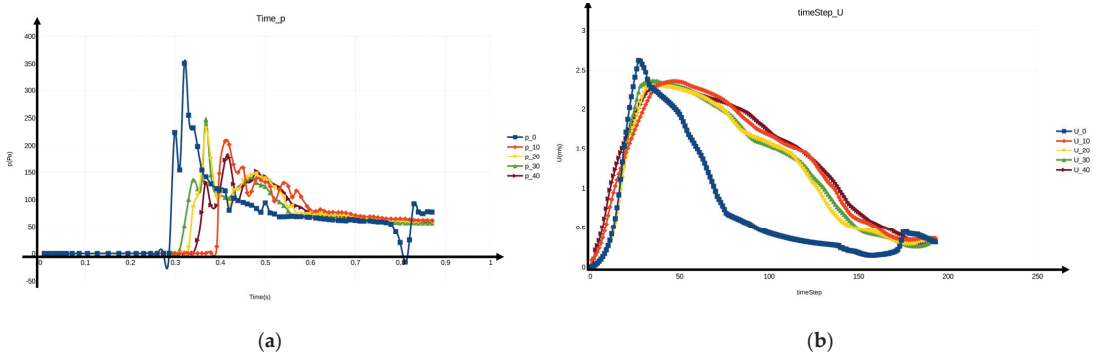 Time_p
400
350
300
250
200
150
100
50
0
-50
p(Pa)
0 0.1 0.2 0.3 0.4 0.5 0.6 0.7 0.8 0.9 1
Time(s)
p_0
p_10
p_20
p_30
p_40
(a)
timeStep_U
3
2.5
2
1.5
1
0.5
0
U(m/s)
0 50 100 150 200 250
timeStep
U_0
U_10
U_20
U_30
U_40
(b)